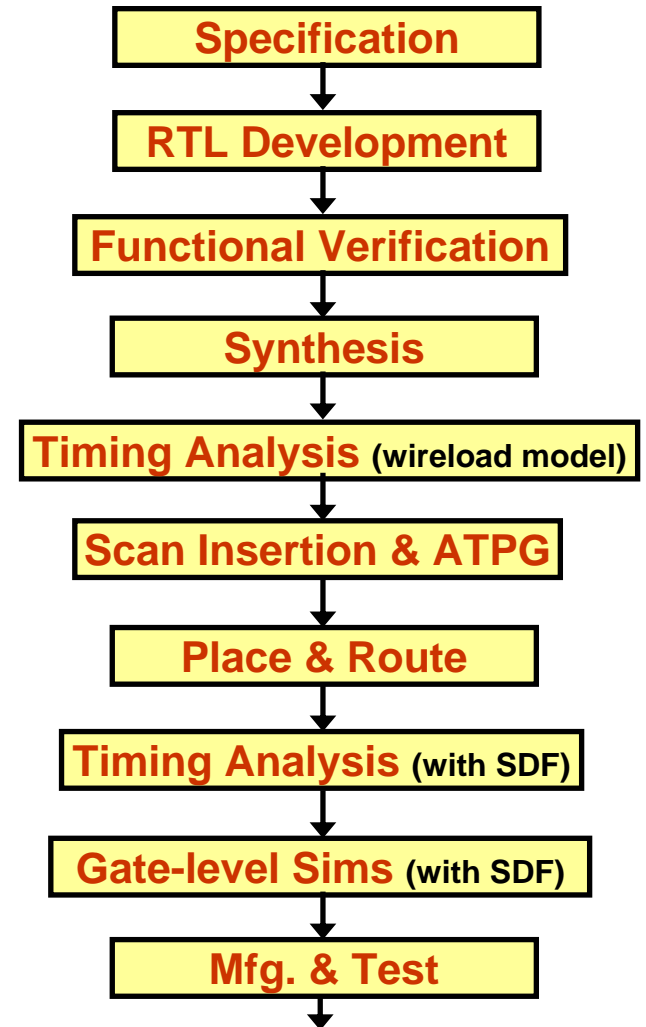 Specification
RTL Development
Functional Verification
Synthesis
Timing Analysis (wireload model)
Scan Insertion & ATPG
Place & Route
Timing Analysis (with SDF)
Gate-level Sims (with SDF)
Mfg. & Test